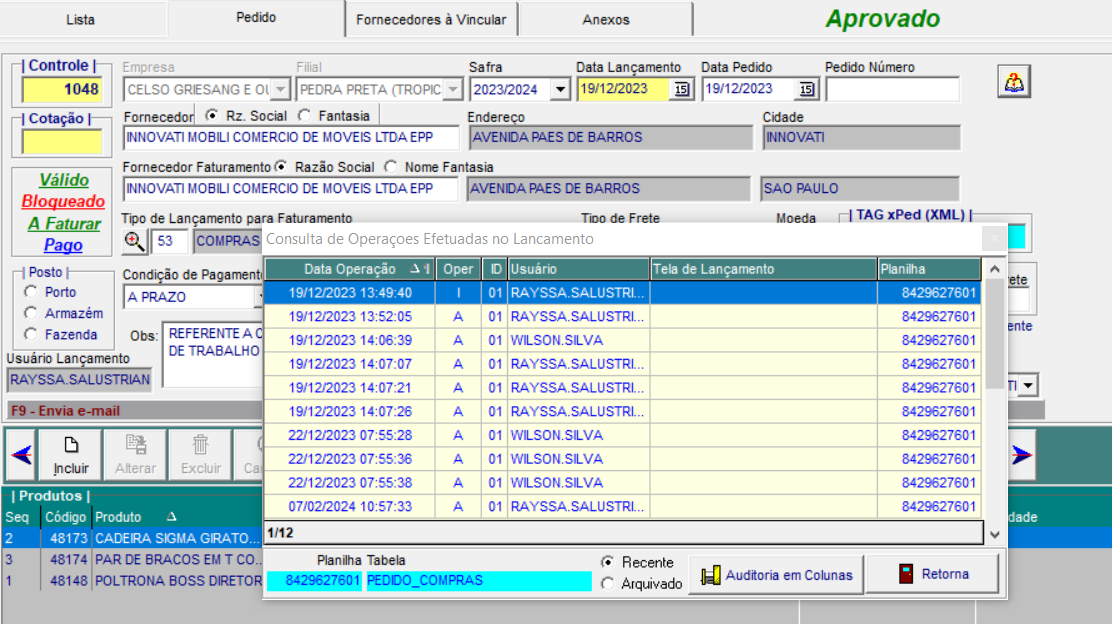 Lista
Pedido
Fornecedores à Vincular
Anexos
Aprovado
| Controle |
1048
Empresa
CELSO GRIESANG E OU
Filial
PEDRA PRETA (TROPIC
Safra
2023/2024
Data Lançamento
19/12/2023
15
Data Pedido
19/12/2023
15
Pedido Número
| Cotação |
Fornecedor
Rz. Social
Fantasia
INNOVATI MOBILI COMERCIO DE MOVEIS LTDA EPP
Endereço
AVENIDA PAES DE BARROS
Cidade
INNOVATI
Fornecedor Faturamento
Razão Social
Nome Fantasia
INNOVATI MOBILI COMERCIO DE MOVEIS LTDA EPP
AVENIDA PAES DE BARROS
SAO PAULO
Válido
Bloqueado
A Faturar
Pago
Tipo de Lançamento para Faturamento
53
COMPRAS
Tipo de Frete
Moeda
| TAG xPed (XML) |
| Posto |
Porto
Armazém
Fazenda
Condição de Pagamento
A PRAZO
Obs:
REFERENTE A C
DE TRABALHO
Usuário Lançamento
RAYSSA.SALUSTRIAN
F9 - Envia e-mail
Incluir
Alterar
Excluir
Ca
| Produtos |
Seq Código Produto
2 48173 CADEIRA SIGMA GIRATO...
3 48174 PAR DE BRACOS EM T CO...
1 48148 POLTRONA BOSS DIRETOR
dade
Consulta de Operaçoes Efetuadas no Lancamento
Data Operação Oper ID Usuário Tela de Lançamento Planilha
19/12/2023 13:49:40 I 01 RAYSSA.SALUSTRI... 8429627601
19/12/2023 13:52:05 A 01 RAYSSA.SALUSTRI... 8429627601
19/12/2023 14:06:39 A 01 WILSON.SILVA 8429627601
19/12/2023 14:07:07 A 01 RAYSSA.SALUSTRI... 8429627601
19/12/2023 14:07:21 A 01 RAYSSA.SALUSTRI... 8429627601
19/12/2023 14:07:26 A 01 RAYSSA.SALUSTRI... 8429627601
22/12/2023 07:55:28 A 01 WILSON.SILVA 8429627601
22/12/2023 07:55:36 A 01 WILSON.SILVA 8429627601
22/12/2023 07:55:38 A 01 WILSON.SILVA 8429627601
07/02/2024 10:57:33 A 01 RAYSSA.SALUSTRI... 8429627601
1/12
Planilha Tabela
8429627601 PEDIDO_COMPRAS
Recente
Arquivado
Auditoria em Colunas
Retorna